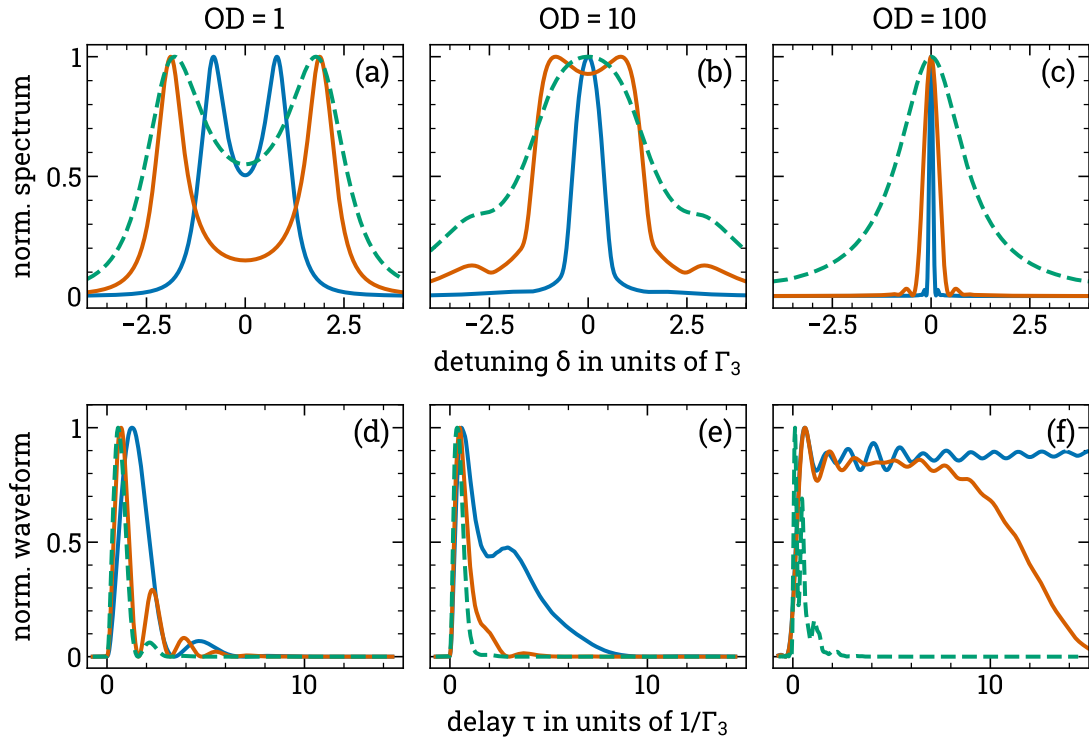 OD = 1 OD = 10 OD = 100
norm. spectrum
1
0.5
0
(a) (b) (c)
−2.5 0 2.5 −2.5 0 2.5 −2.5 0 2.5
detuning δ in units of Γ₃
norm. waveform
1
0.5
0
(d) (e) (f)
0 10 0 10 0 10
delay τ in units of 1/Γ₃